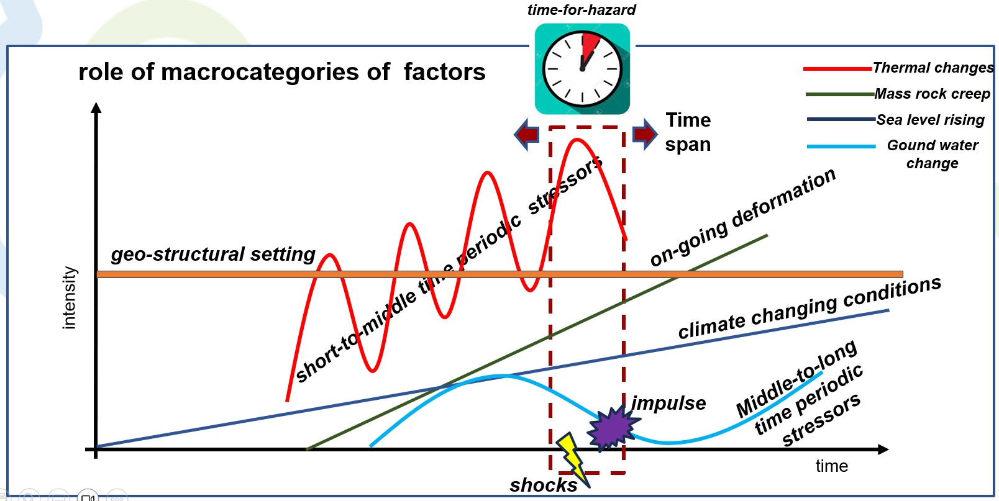 time-for-hazard
role of macrocategories of factors
Thermal changes
Mass rock creep
Sea level rising
Gound water
change
Time
span
geo-structural setting
short-to-middle time periodic stressors
on-going deformation
climate changing conditions
Middle-to-long
time periodic
stressors
impulse
shocks
intensity
time